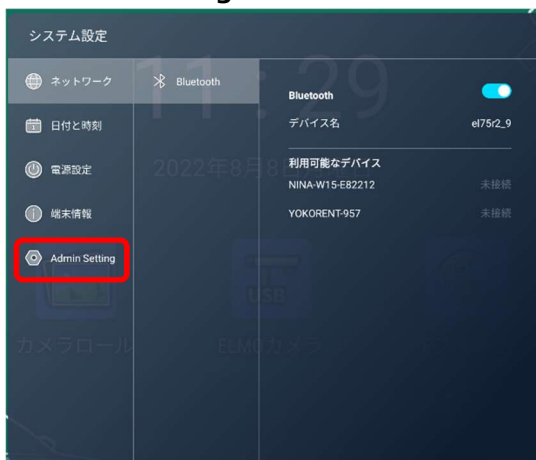 システム設定
ネットワーク
Bluetooth
日付と時刻
電源設定
端末情報
Admin Setting
Bluetooth
デバイス名 el75r2_9
利用可能なデバイス
NINA-W15-E82212 未接続
YOKORENT-957 未接続
11:29
2022年8月8日
USB
カメラロール
ELMOカメラ